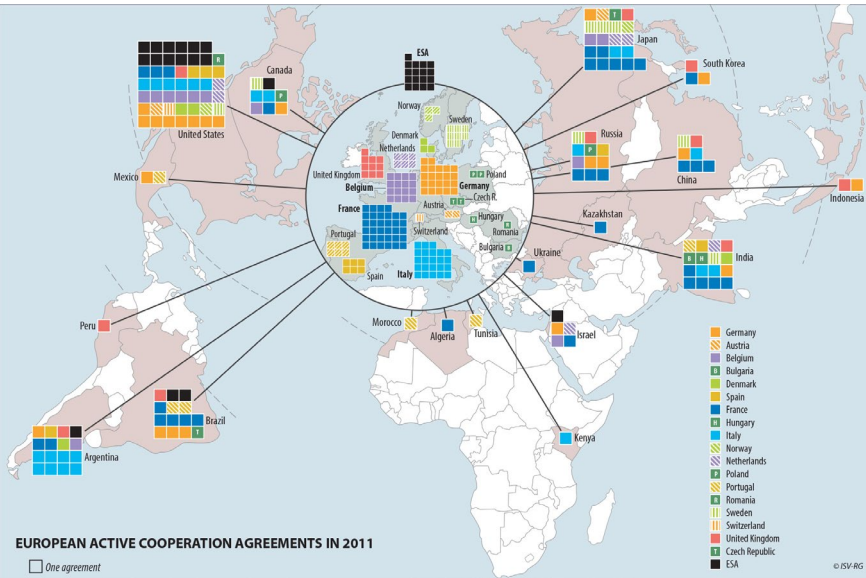 ESA
Canada
Japan
South Korea
Norway
Sweden
United States
Denmark
Netherlands
Russia
United Kingdom
Poland
China
Mexico
Belgium
Germany
Czech R.
Indonesia
France
Austria
Hungary
Kazakhstan
Switzerland
Romania
Portugal
Bulgaria
Ukraine
India
Spain
Italy
Peru
Morocco
Algeria
Tunisia
Israel
Brazil
Kenya
Argentina
R
T
P
P
P P
T T
H
R
B
R H
R
T
Germany
Austria
Belgium
B Bulgaria
Denmark
Spain
France
H Hungary
Italy
Norway
Netherlands
P Poland
Portugal
R Romania
Sweden
Switzerland
United Kingdom
T Czech Republic
ESA
EUROPEAN ACTIVE COOPERATION AGREEMENTS IN 2011
One agreement
© ISV-RG